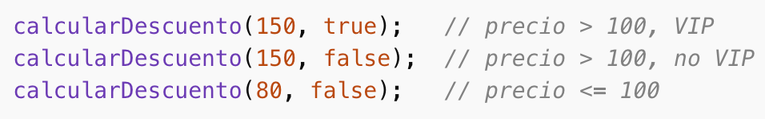 calcularDescuento(150, true);   // precio > 100, VIP
calcularDescuento(150, false);  // precio > 100, no VIP
calcularDescuento(80, false);   // precio <= 100